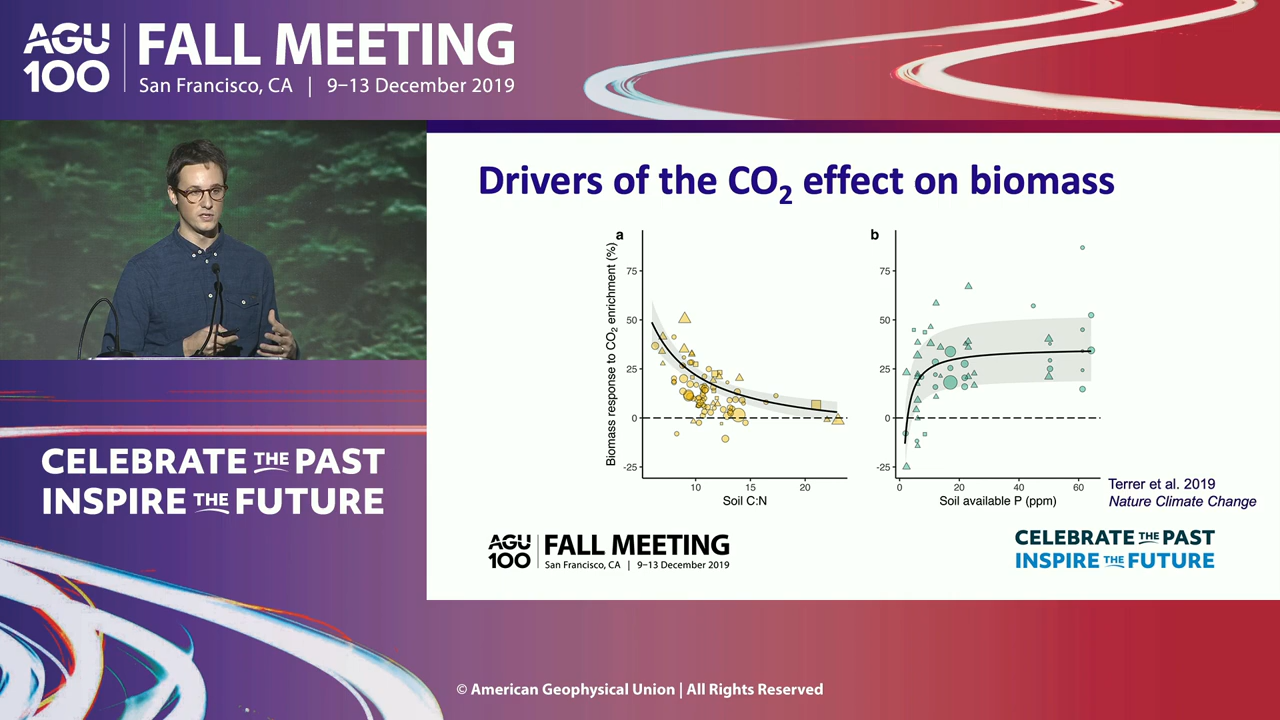 AGU
100
FALL MEETING
San Francisco, CA | 9–13 December 2019
CELEBRATE THE PAST
INSPIRE THE FUTURE
Drivers of the CO2 effect on biomass
a
Biomass response to CO2 enrichment (%)
75
50
25
0
-25
10 15 20
Soil C:N
b
75
50
25
0
-25
0 20 40 60
Soil available P (ppm)
Terrer et al. 2019
Nature Climate Change
AGU
100
FALL MEETING
San Francisco, CA | 9–13 December 2019
CELEBRATE THE PAST
INSPIRE THE FUTURE
© American Geophysical Union | All Rights Reserved